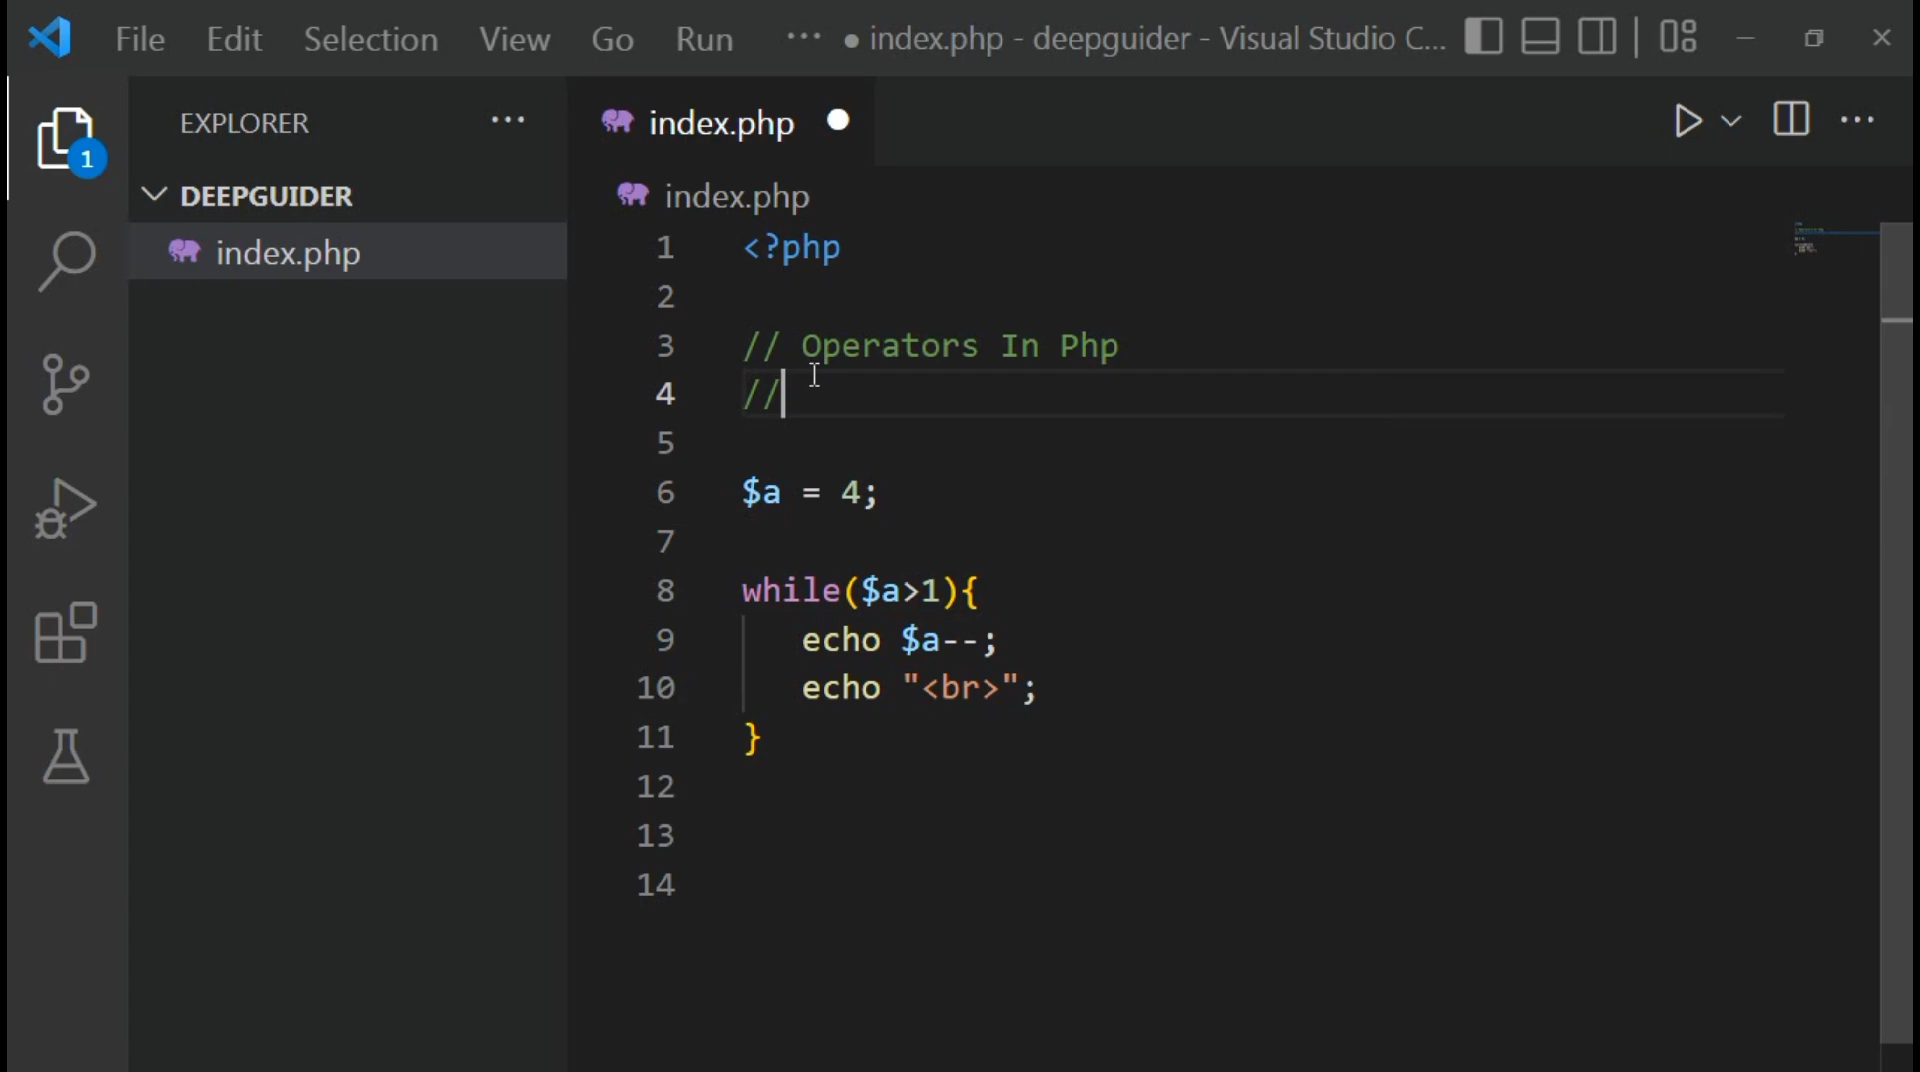 File Edit Selection View Go Run ··· ● index.php - deepguider - Visual Studio C...
EXPLORER ···
index.php
1
DEEPGUIDER
index.php
index.php
1 <?php
2
3 // Operators In Php
4 //
5
6 $a = 4;
7
8 while($a>1){
9 echo $a--;
10 echo "<br>";
11 }
12
13
14